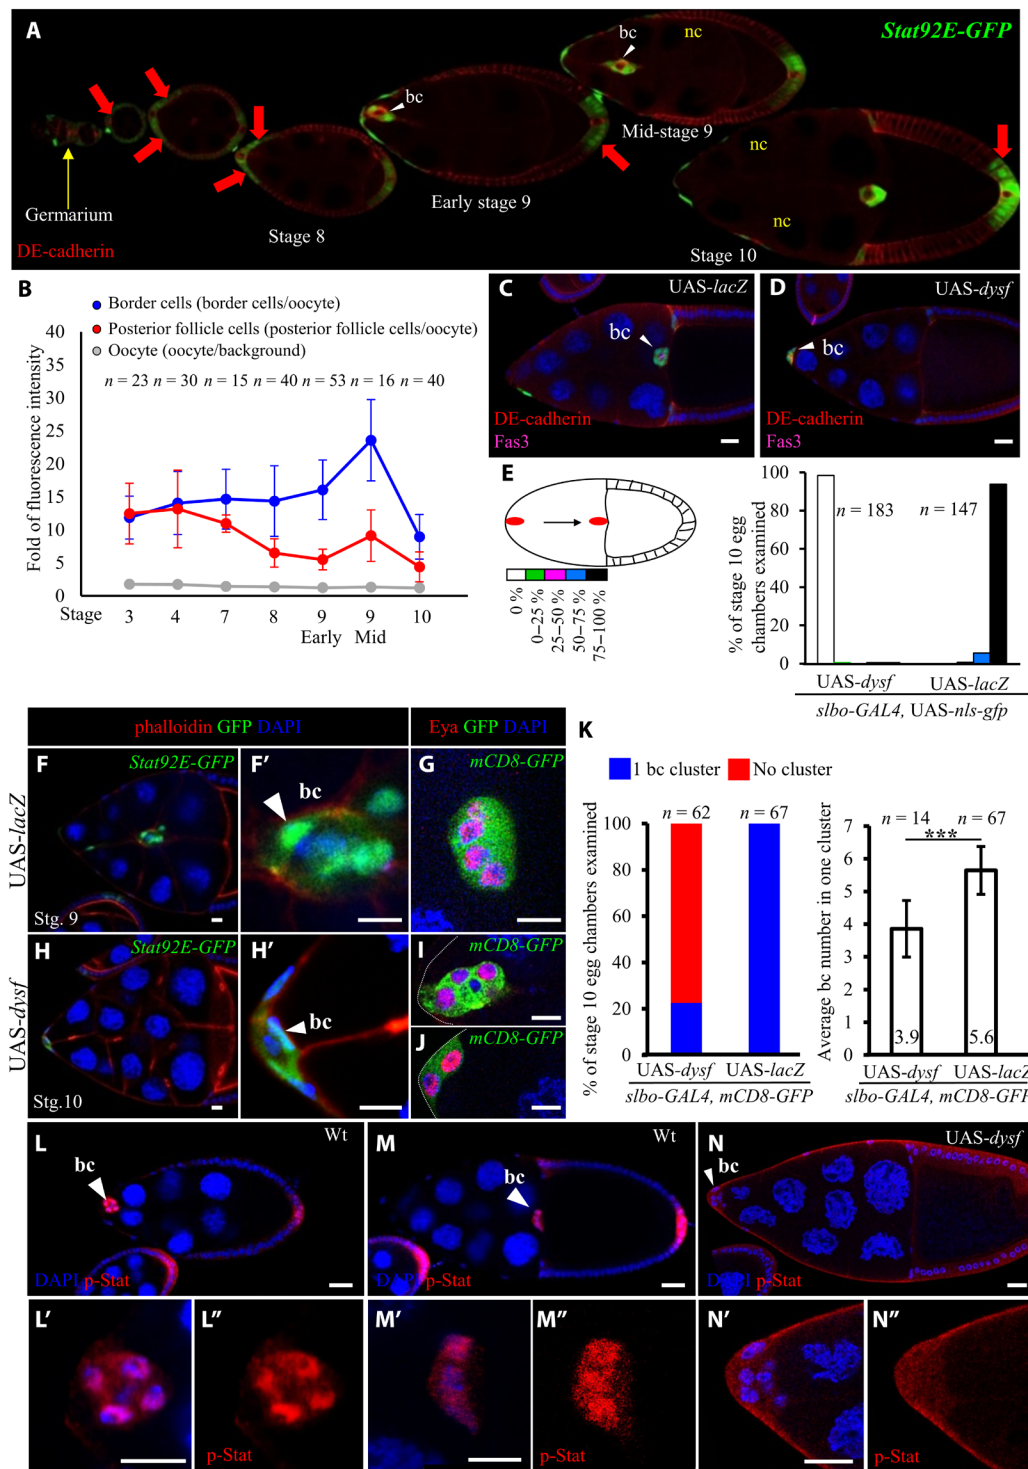 A
Stat92E-GFP
bc
nc
bc
Mid-stage 9
nc
Germarium
Early stage 9
nc
Stage 8
DE-cadherin
Stage 10
B
Border cells (border cells/oocyte)
Posterior follicle cells (posterior follicle cells/oocyte)
Oocyte (oocyte/background)
n = 23 n = 30 n = 15 n = 40 n = 53 n = 16 n = 40
Fold of fluorescence intensity
40
35
30
25
20
15
10
5
0
Stage 3 4 7 8 9 9 10
Early Mid
C
UAS-lacZ
bc
DE-cadherin
Fas3
D
UAS-dysf
bc
DE-cadherin
Fas3
E
0 %
0–25 %
25–50 %
50–75 %
75–100 %
% of stage 10 egg
chambers examined
100
80
60
40
20
0
n = 183 n = 147
UAS-dysf UAS-lacZ
slbo-GAL4, UAS-nls-gfp
phalloidin GFP DAPI
Eya GFP DAPI
UAS-lacZ
F
Stat92E-GFP
Stg. 9
F'
bc
G
mCD8-GFP
UAS-dysf
H
Stat92E-GFP
Stg.10
H'
bc
I
mCD8-GFP
J
mCD8-GFP
K
1 bc cluster No cluster
% of stage 10 egg chambers examined
n = 62 n = 67
100
80
60
40
20
0
UAS-dysf UAS-lacZ
slbo-GAL4, mCD8-GFP
Average bc number in one cluster
n = 14 n = 67
***
7
6
5
4
3
2
1
0
3.9 5.6
UAS-dysf UAS-lacZ
slbo-GAL4, mCD8-GFP
L
Wt
bc
DAPI p-Stat
M
Wt
bc
DAPI p-Stat
N
UAS-dysf
bc
DAPI p-Stat
L'
L"
p-Stat
M'
M"
p-Stat
N'
N"
p-Stat